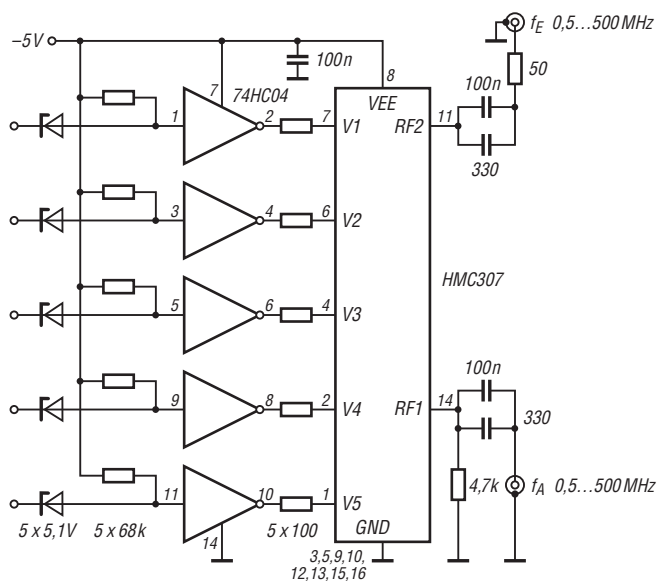 –5V
100n
7
74HC04
8
VEE
1
2
7
V1
RF2
11
100n
330
50
fE 0,5...500 MHz
3
4
6
V2
5
6
4
V3
HMC307
9
8
2
V4
RF1
14
100n
330
11
10
1
V5
4,7k
fA 0,5...500 MHz
5 x 5,1V
5 x 68k
14
5 x 100
GND
3,5,9,10,
12,13,15,16